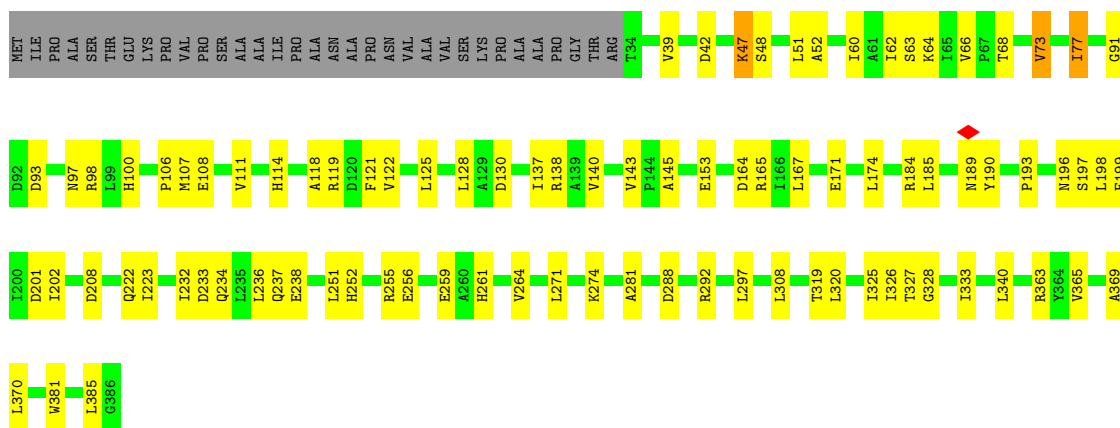 MET ILE PRO ALA SER THR GLU LYS PRO VAL PRO SER ALA ALA ILE PRO ALA ASN ALA PRO ASN VAL ALA VAL SER LYS PRO ALA ALA PRO GLY THR ARG T34 V39 D42 K47 S48 L51 A52 I60 A61 I62 S63 K64 I65 V66 P67 T68 V73 I77 G91
D92 D93 N97 R98 L99 H100 P106 M107 E108 V111 H114 A118 R119 D120 F121 V122 L125 L128 A129 D130 I137 R138 A139 V140 V143 P144 A145 E153 D164 R165 I166 L167 E171 L174 R184 L185 N189 Y190 P193 N196 S197 L198 E199
I200 D201 I202 D208 Q222 I223 I232 D233 Q234 L235 L236 Q237 E238 L251 H252 R255 E256 E259 A260 H261 V264 L271 K274 A281 D288 R292 L297 L308 T319 L320 I325 I326 T327 G328 I333 L340 R363 Y364 V365 A369
L370 W381 L385 G386